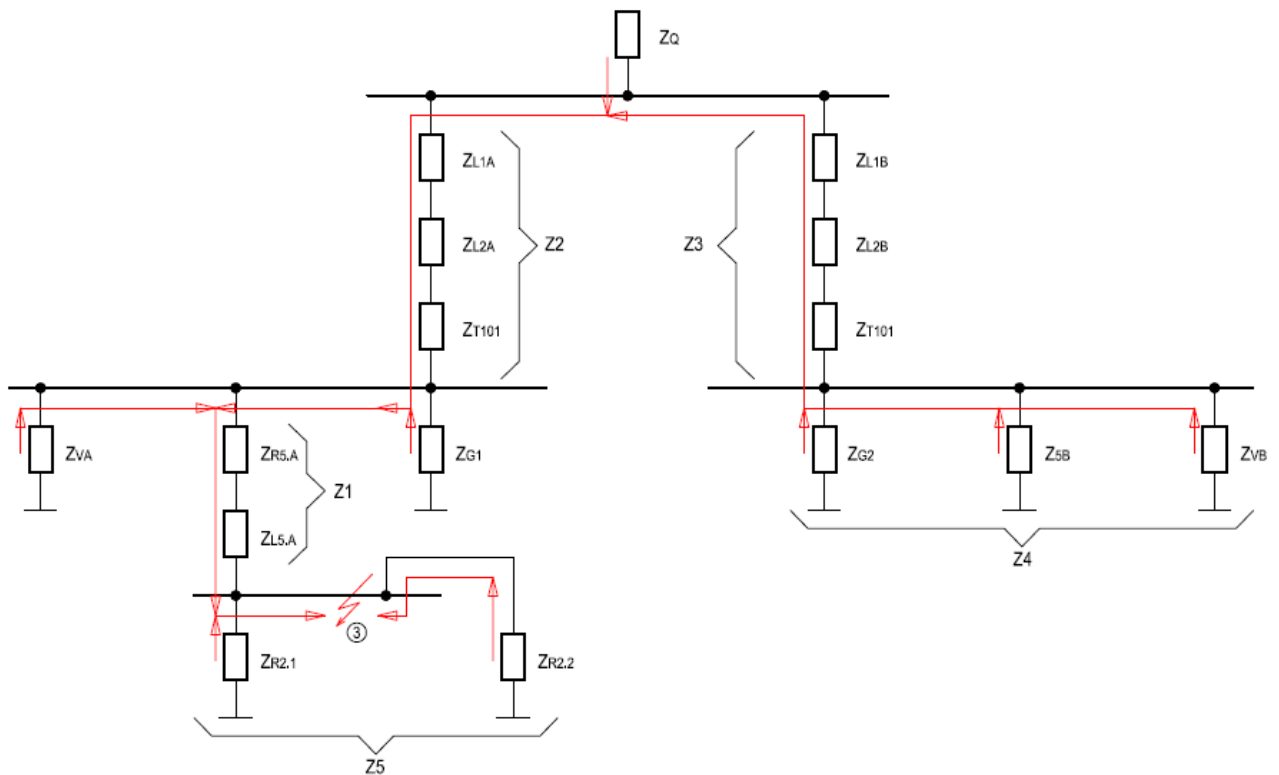 ZQ
ZL1A
ZL1B
ZL2A
Z2
Z3
ZL2B
ZT101
ZT101
ZVA
ZR5.A
Z1
ZG1
ZG2
Z5B
ZVB
ZL5.A
Z4
3
ZR2.1
ZR2.2
Z5